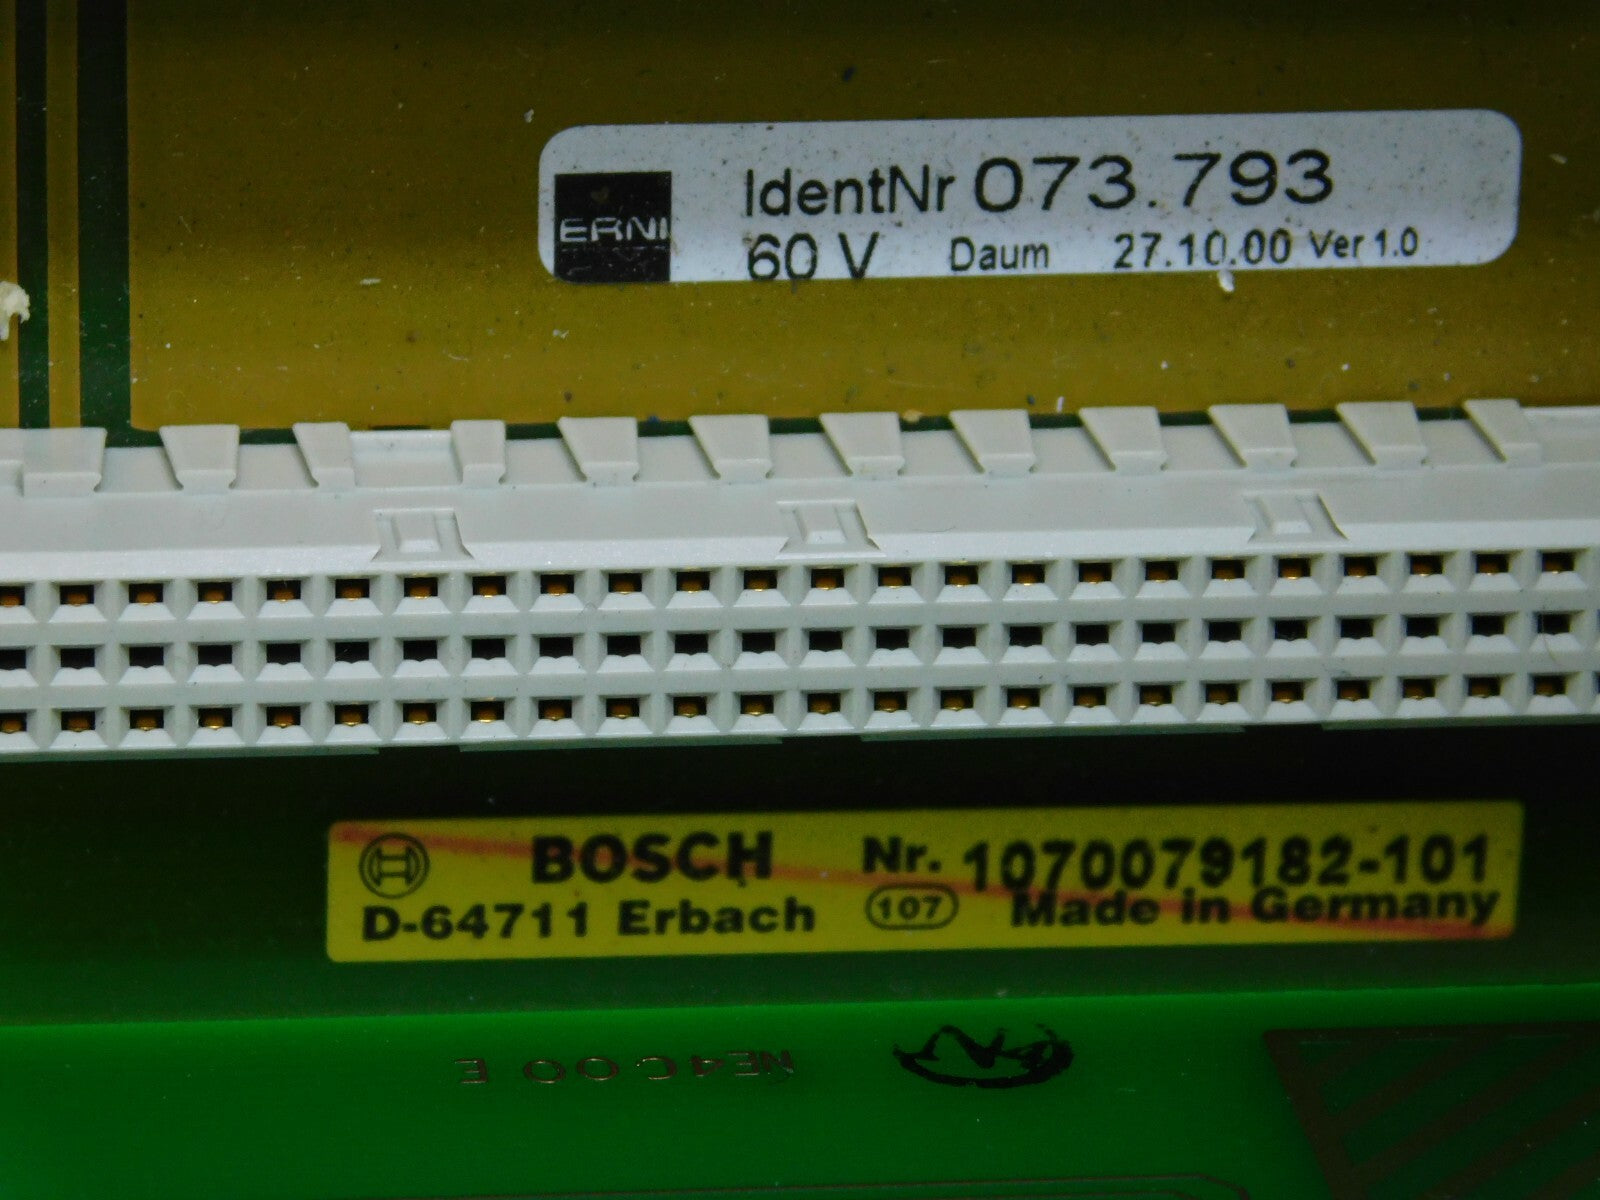 ERNI
IdentNr 073.793
60 V Daum 27.10.00 Ver 1.0
BOSCH Nr. 1070079182-101
D-64711 Erbach 107 Made in Germany
NE4C00 E